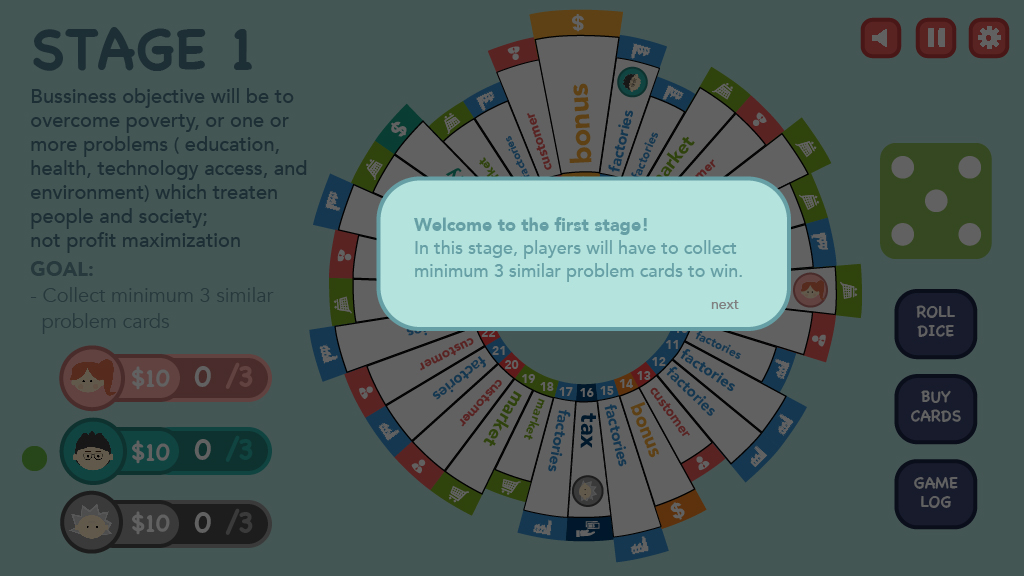 STAGE 1
Bussiness objective will be to
overcome poverty, or one or
more problems ( education,
health, technology access, and
environment) which treaten
people and society;
not profit maximization
GOAL:
- Collect minimum 3 similar
problem cards
$10 0 /3
$10 0 /3
$10 0 /3
$
bonus
factories
factories
market
customer
factories
$
Welcome to the first stage!
In this stage, players will have to collect
minimum 3 similar problem cards to win.
next
ROLL
DICE
BUY
CARDS
GAME
LOG
11
factories
12
factories
13
factories
14
customer
15
bonus
$
16
factories
17
tax
18
factories
19
market
20
market
21
customer
22
factories
customer